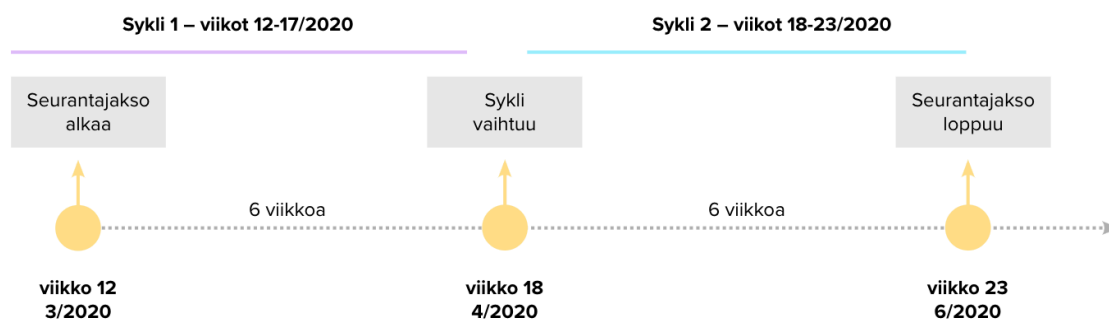 Sykli 1 – viikot 12-17/2020
Sykli 2 – viikot 18-23/2020
Seurantajakso
alkaa
Sykli
vaihtuu
Seurantajakso
loppuu
6 viikkoa
6 viikkoa
viikko 12
3/2020
viikko 18
4/2020
viikko 23
6/2020